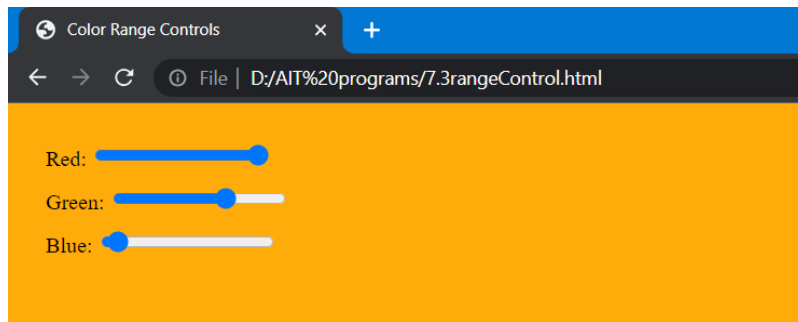 Color Range Controls
File | D:/AIT%20programs/7.3rangeControl.html
Red:
Green:
Blue: